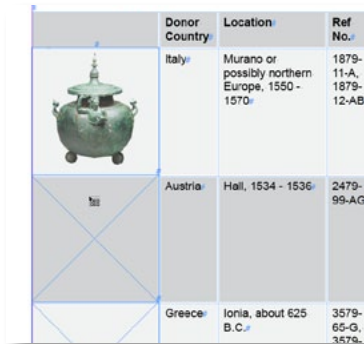 Donor Country
Location
Ref No.
Italy
Murano or
possibly northern
Europe, 1550 -
1570
1879-
11-A,
1879-
12-AB
Austria
Hall, 1534 - 1536
2479-
99-AG
Greece
Ionia, about 625
B.C.
3579-
65-G,
3579-